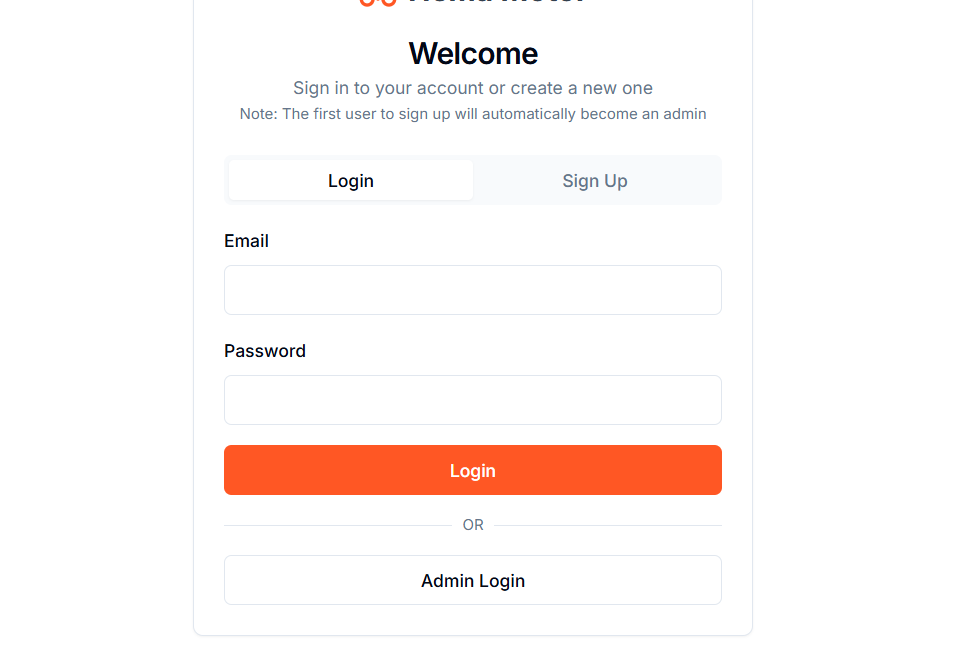 Welcome
Sign in to your account or create a new one
Note: The first user to sign up will automatically become an admin
Login
Sign Up
Email
Password
Login
OR
Admin Login